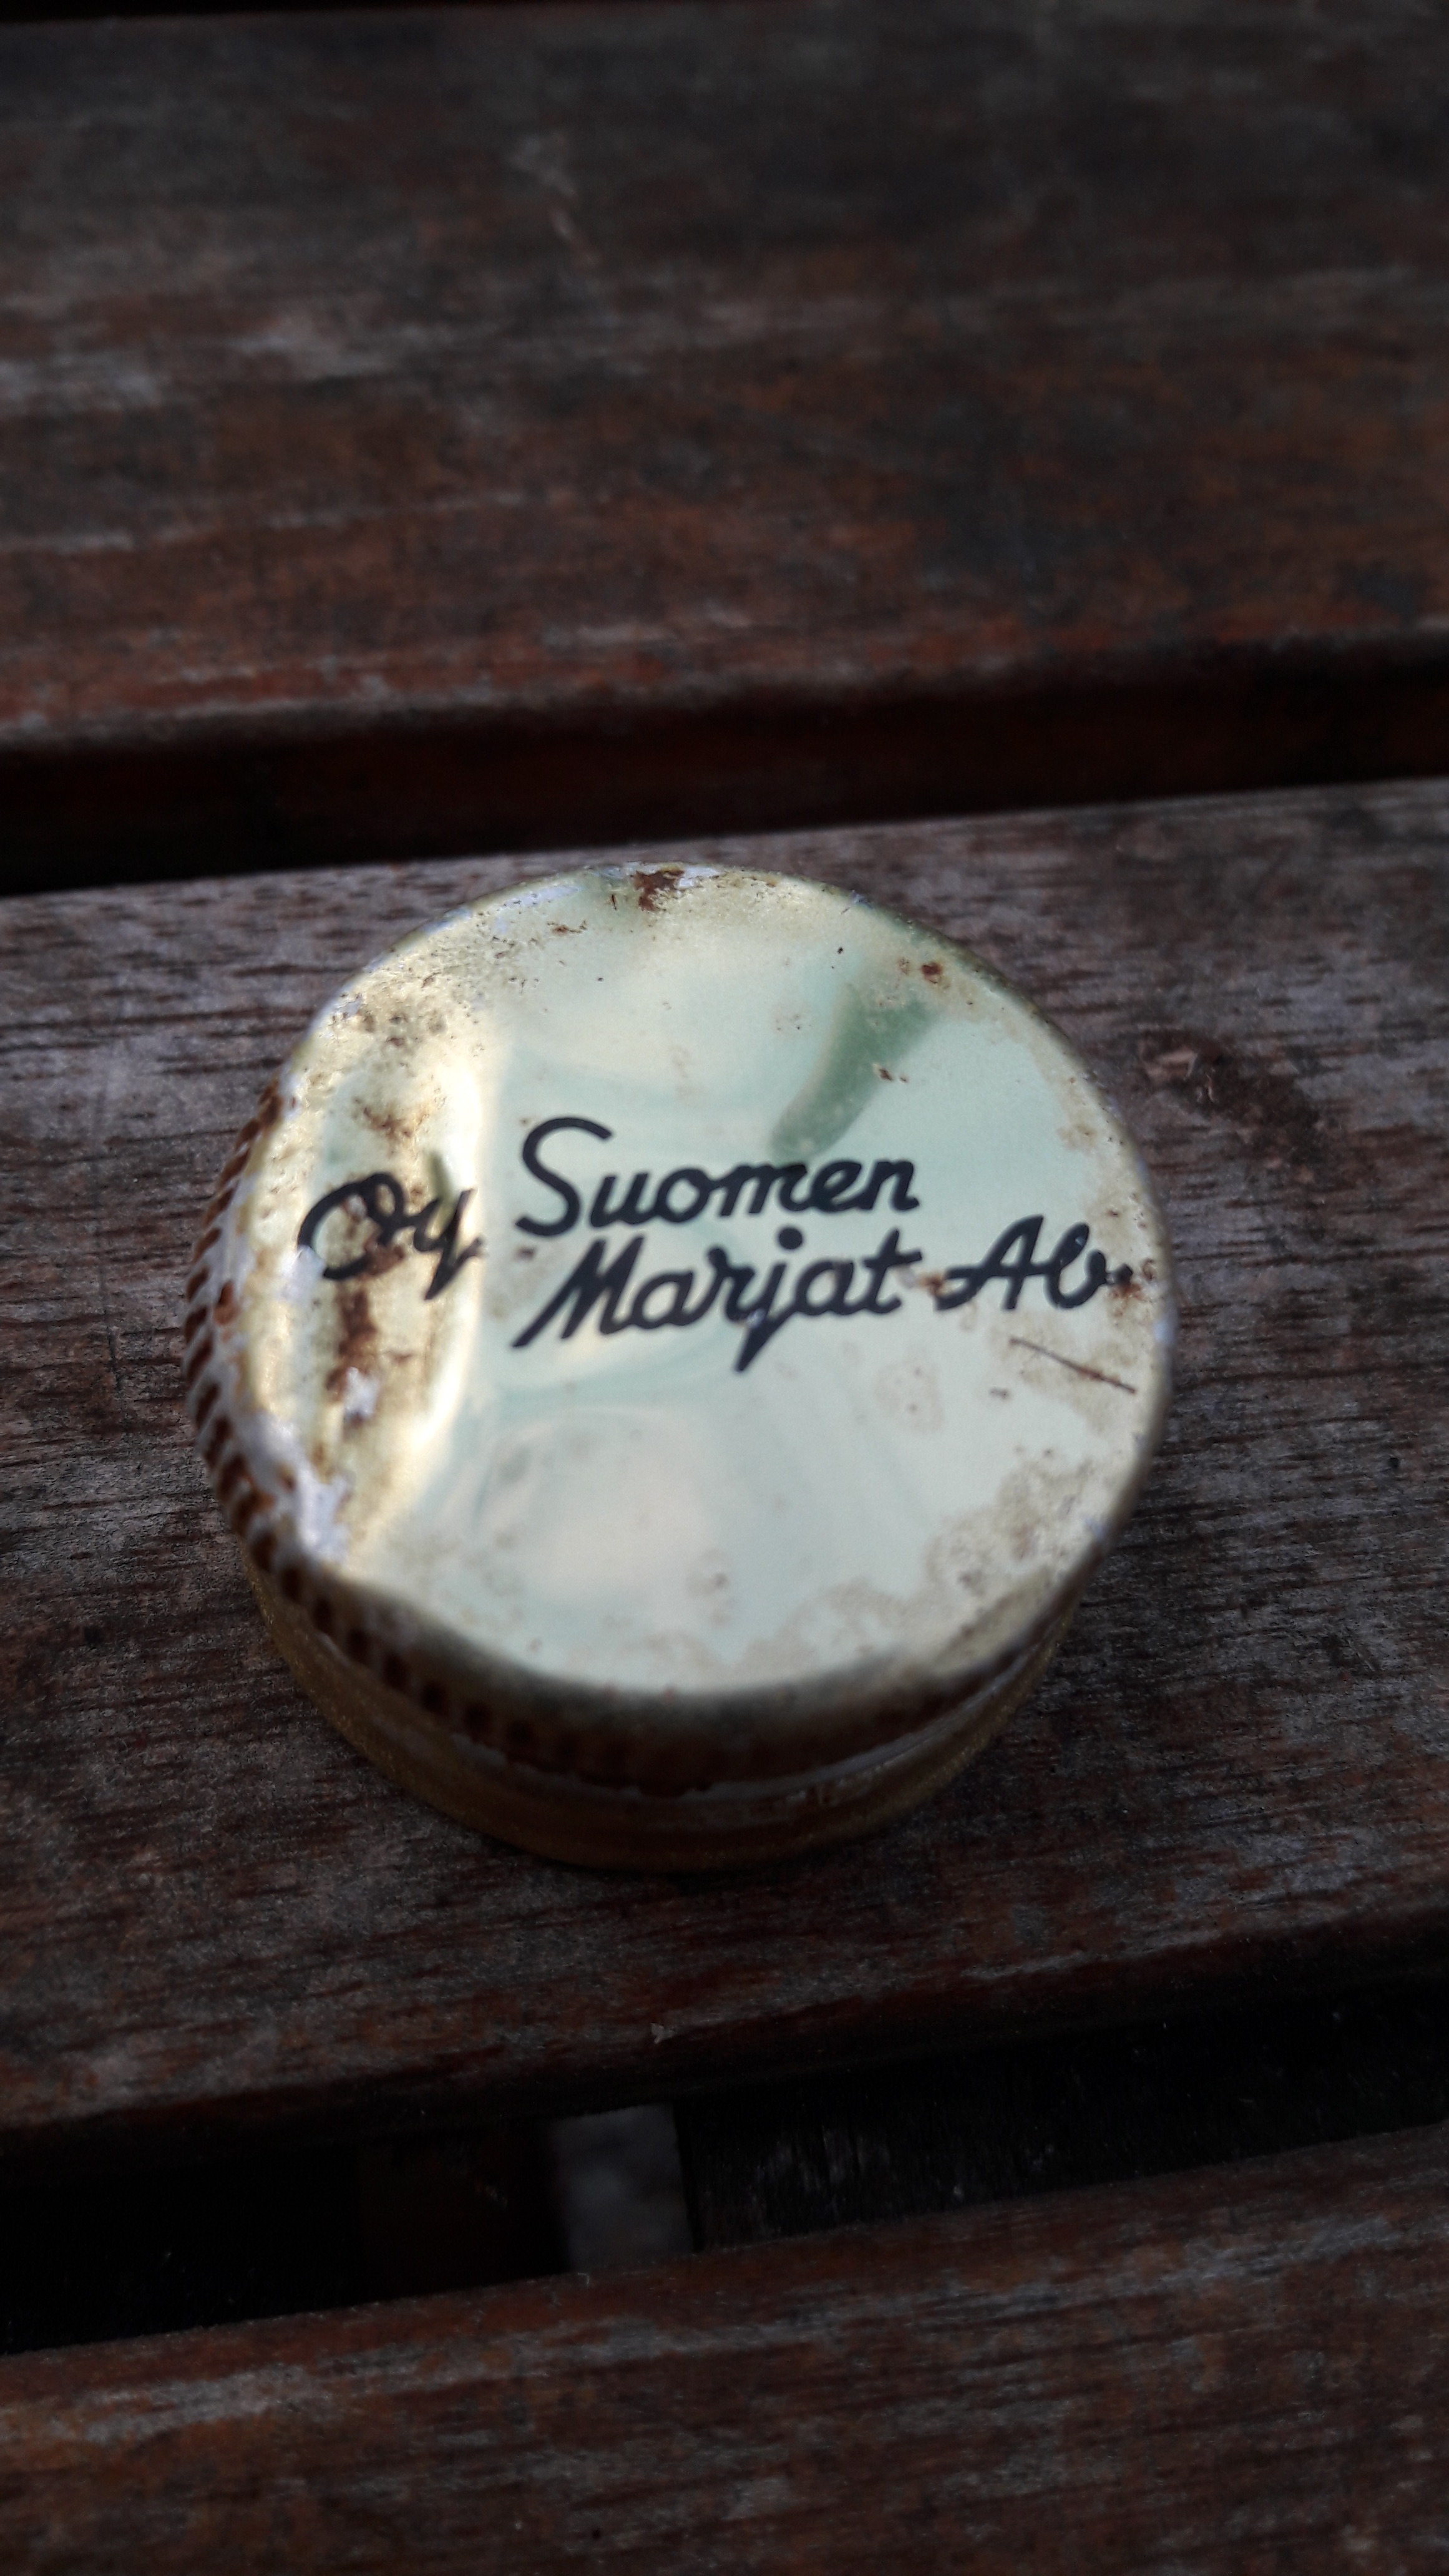 Oy Suomen
Marjat Ab.